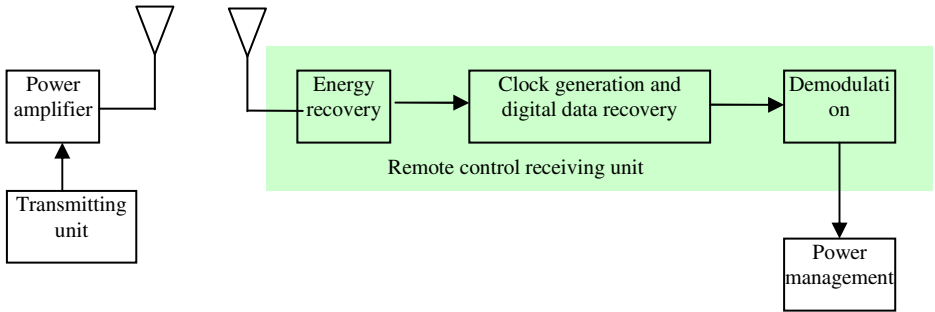 Power
amplifier
Transmitting
unit
Energy
recovery
Clock generation and
digital data recovery
Demodulati
on
Remote control receiving unit
Power
management